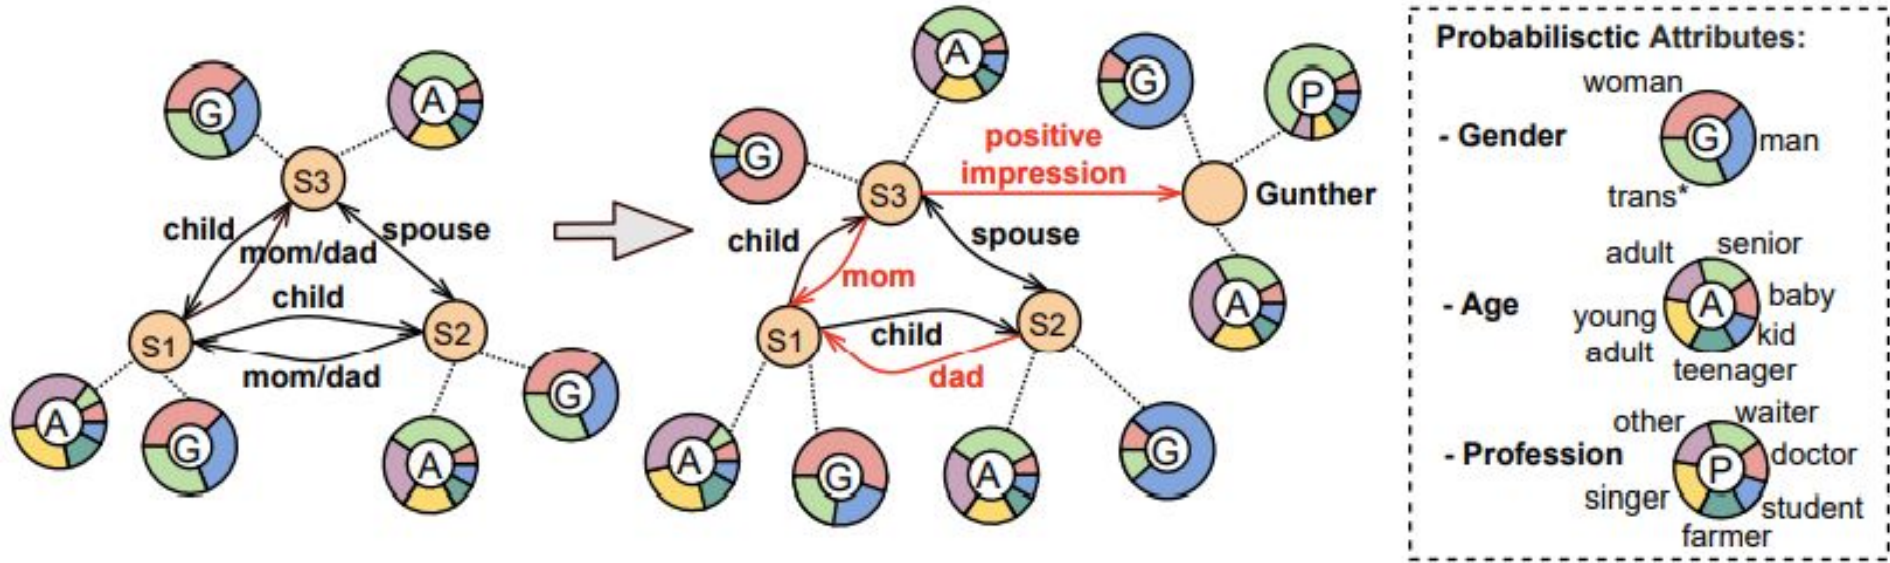 G
A
S3
child
spouse
mom/dad
child
S1
S2
mom/dad
A
G
A
G
A
G
P
positive
impression
G
S3
Gunther
child
spouse
mom
A
S1
child
S2
dad
A
G
A
G
Probabilisctic Attributes:
woman
- Gender
G
man
trans*
adult
senior
- Age
A
baby
young
adult
kid
teenager
other
waiter
- Profession
P
doctor
singer
student
farmer